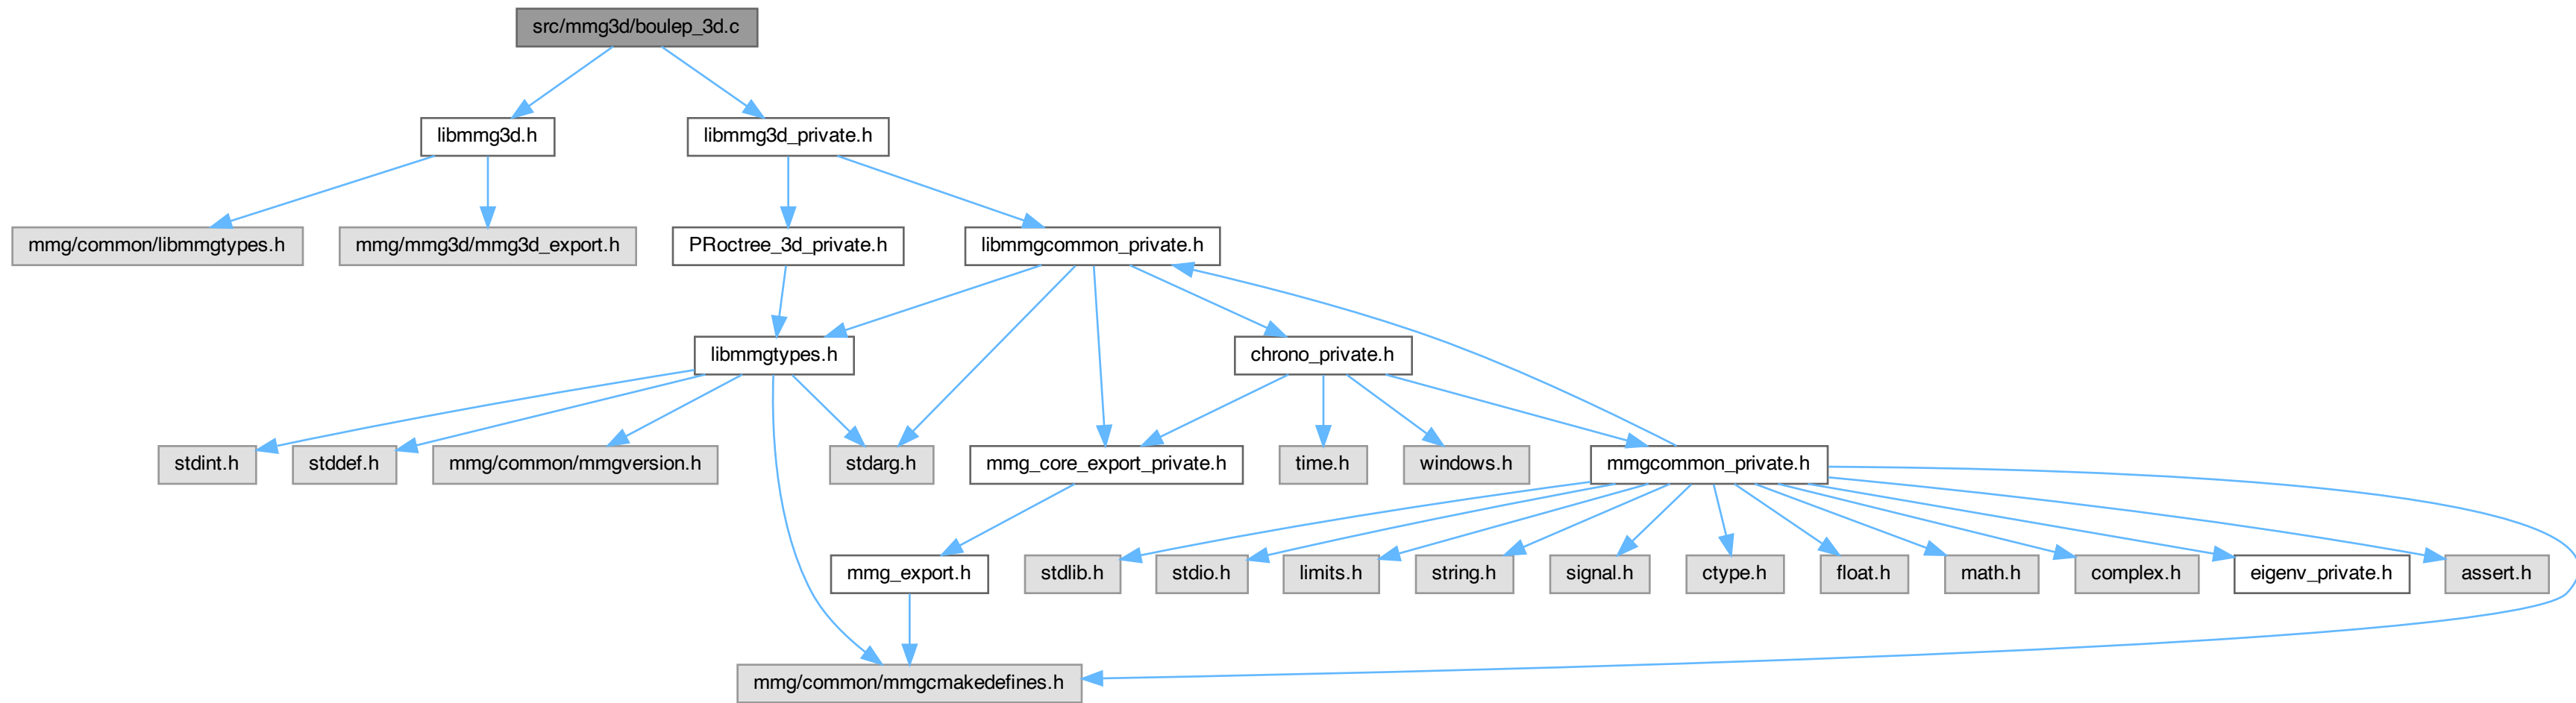 src/mmg3d/boulep_3d.c
libmmg3d.h
libmmg3d_private.h
mmg/common/libmmgtypes.h
mmg/mmg3d/mmg3d_export.h
PRoctree_3d_private.h
libmmgcommon_private.h
libmmgtypes.h
chrono_private.h
stdint.h
stddef.h
mmg/common/mmgversion.h
stdarg.h
mmg_core_export_private.h
time.h
windows.h
mmgcommon_private.h
mmg_export.h
stdlib.h
stdio.h
limits.h
string.h
signal.h
ctype.h
float.h
math.h
complex.h
eigenv_private.h
assert.h
mmg/common/mmgcmakedefines.h